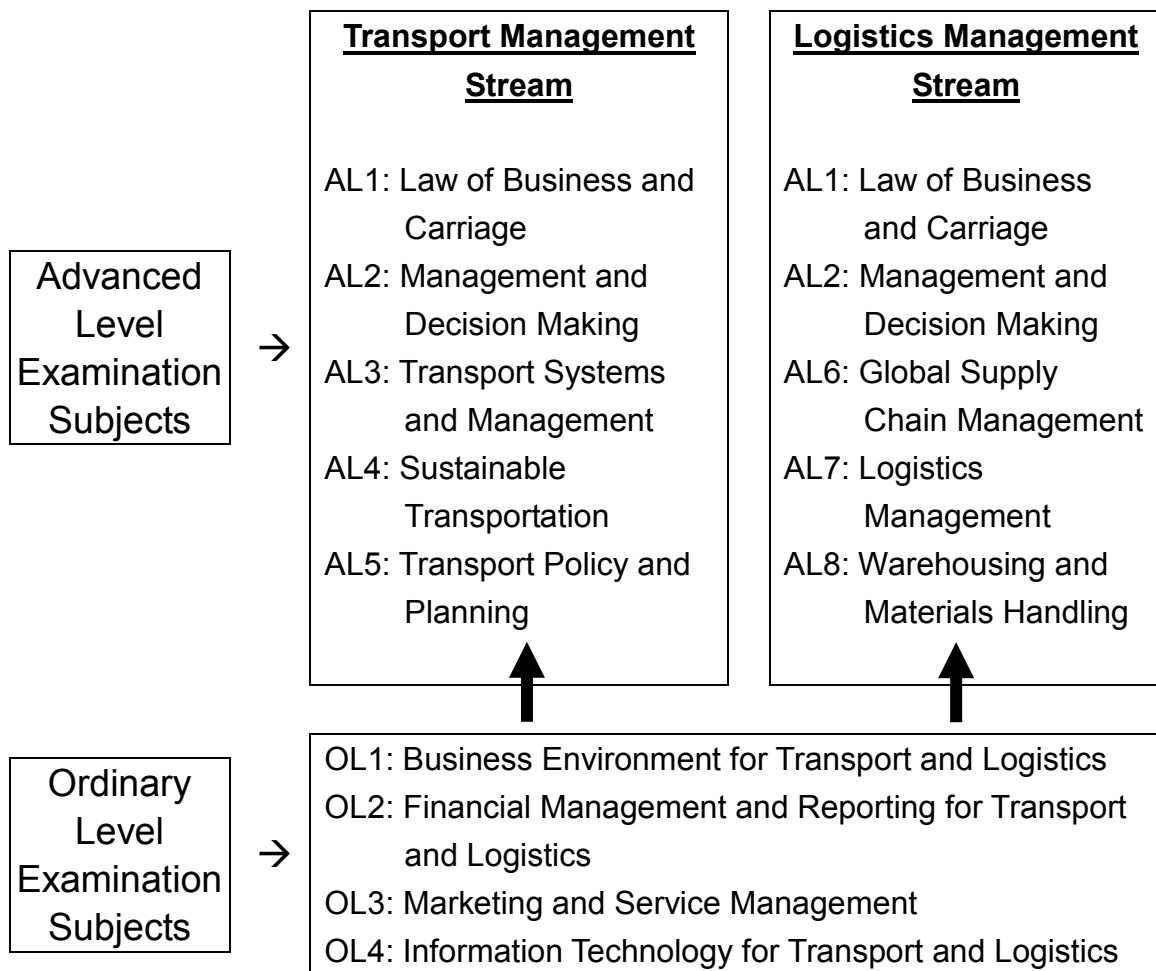 Transport Management
Stream
AL1: Law of Business and
Carriage
AL2: Management and
Decision Making
AL3: Transport Systems
and Management
AL4: Sustainable
Transportation
AL5: Transport Policy and
Planning
Logistics Management
Stream
AL1: Law of Business
and Carriage
AL2: Management and
Decision Making
AL6: Global Supply
Chain Management
AL7: Logistics
Management
AL8: Warehousing and
Materials Handling
Advanced
Level
Examination
Subjects
→
Ordinary
Level
Examination
Subjects
→
OL1: Business Environment for Transport and Logistics
OL2: Financial Management and Reporting for Transport
and Logistics
OL3: Marketing and Service Management
OL4: Information Technology for Transport and Logistics